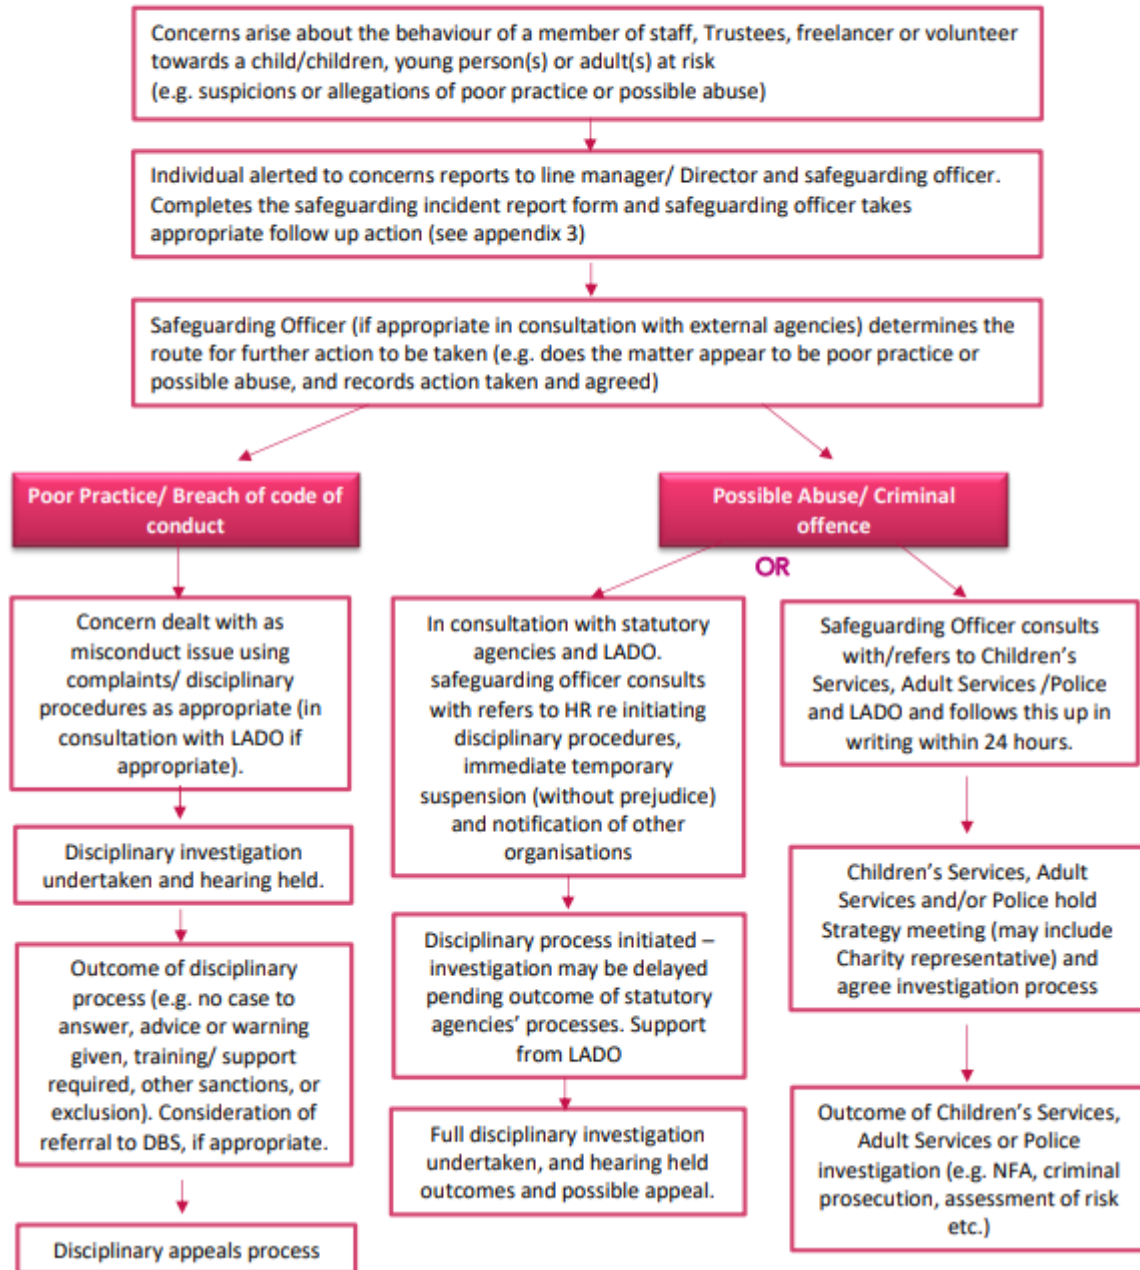 Concerns arise about the behaviour of a member of staff, Trustees, freelancer or volunteer
towards a child/children, young person(s) or adult(s) at risk
(e.g. suspicions or allegations of poor practice or possible abuse)
Individual alerted to concerns reports to line manager/ Director and safeguarding officer.
Completes the safeguarding incident report form and safeguarding officer takes
appropriate follow up action (see appendix 3)
Safeguarding Officer (if appropriate in consultation with external agencies) determines the
route for further action to be taken (e.g. does the matter appear to be poor practice or
possible abuse, and records action taken and agreed)
Poor Practice/ Breach of code of
conduct
Concern dealt with as
misconduct issue using
complaints/ disciplinary
procedures as appropriate (in
consultation with LADO if
appropriate).
Disciplinary investigation
undertaken and hearing held.
Outcome of disciplinary
process (e.g. no case to
answer, advice or warning
given, training/ support
required, other sanctions, or
exclusion). Consideration of
referral to DBS, if appropriate.
Disciplinary appeals process
Possible Abuse/ Criminal
offence
OR
In consultation with statutory
agencies and LADO.
safeguarding officer consults
with refers to HR re initiating
disciplinary procedures,
immediate temporary
suspension (without prejudice)
and notification of other
organisations
Disciplinary process initiated –
investigation may be delayed
pending outcome of statutory
agencies' processes. Support
from LADO
Full disciplinary investigation
undertaken, and hearing held
outcomes and possible appeal.
Safeguarding Officer consults
with/refers to Children's
Services, Adult Services /Police
and LADO and follows this up in
writing within 24 hours.
Children's Services, Adult
Services and/or Police hold
Strategy meeting (may include
Charity representative) and
agree investigation process
Outcome of Children's Services,
Adult Services or Police
investigation (e.g. NFA, criminal
prosecution, assessment of risk
etc.)